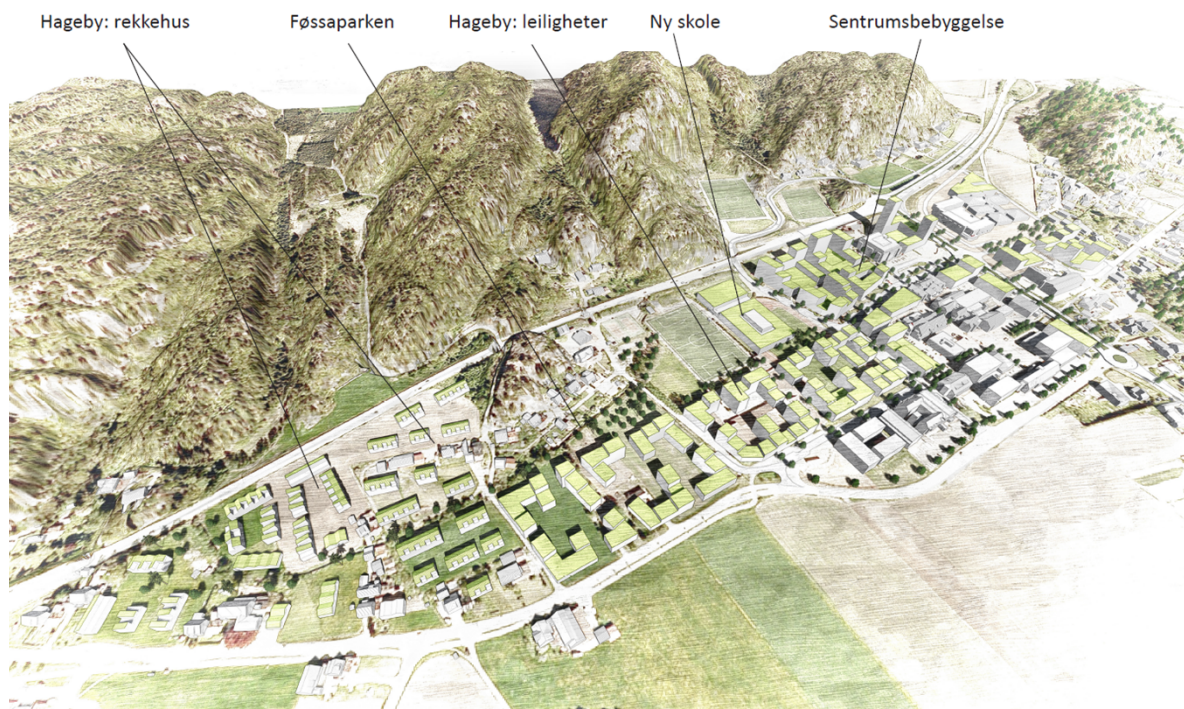 Hageby: rekkehus
Føssaparken
Hageby: leiligheter
Ny skole
Sentrumsbebyggelse